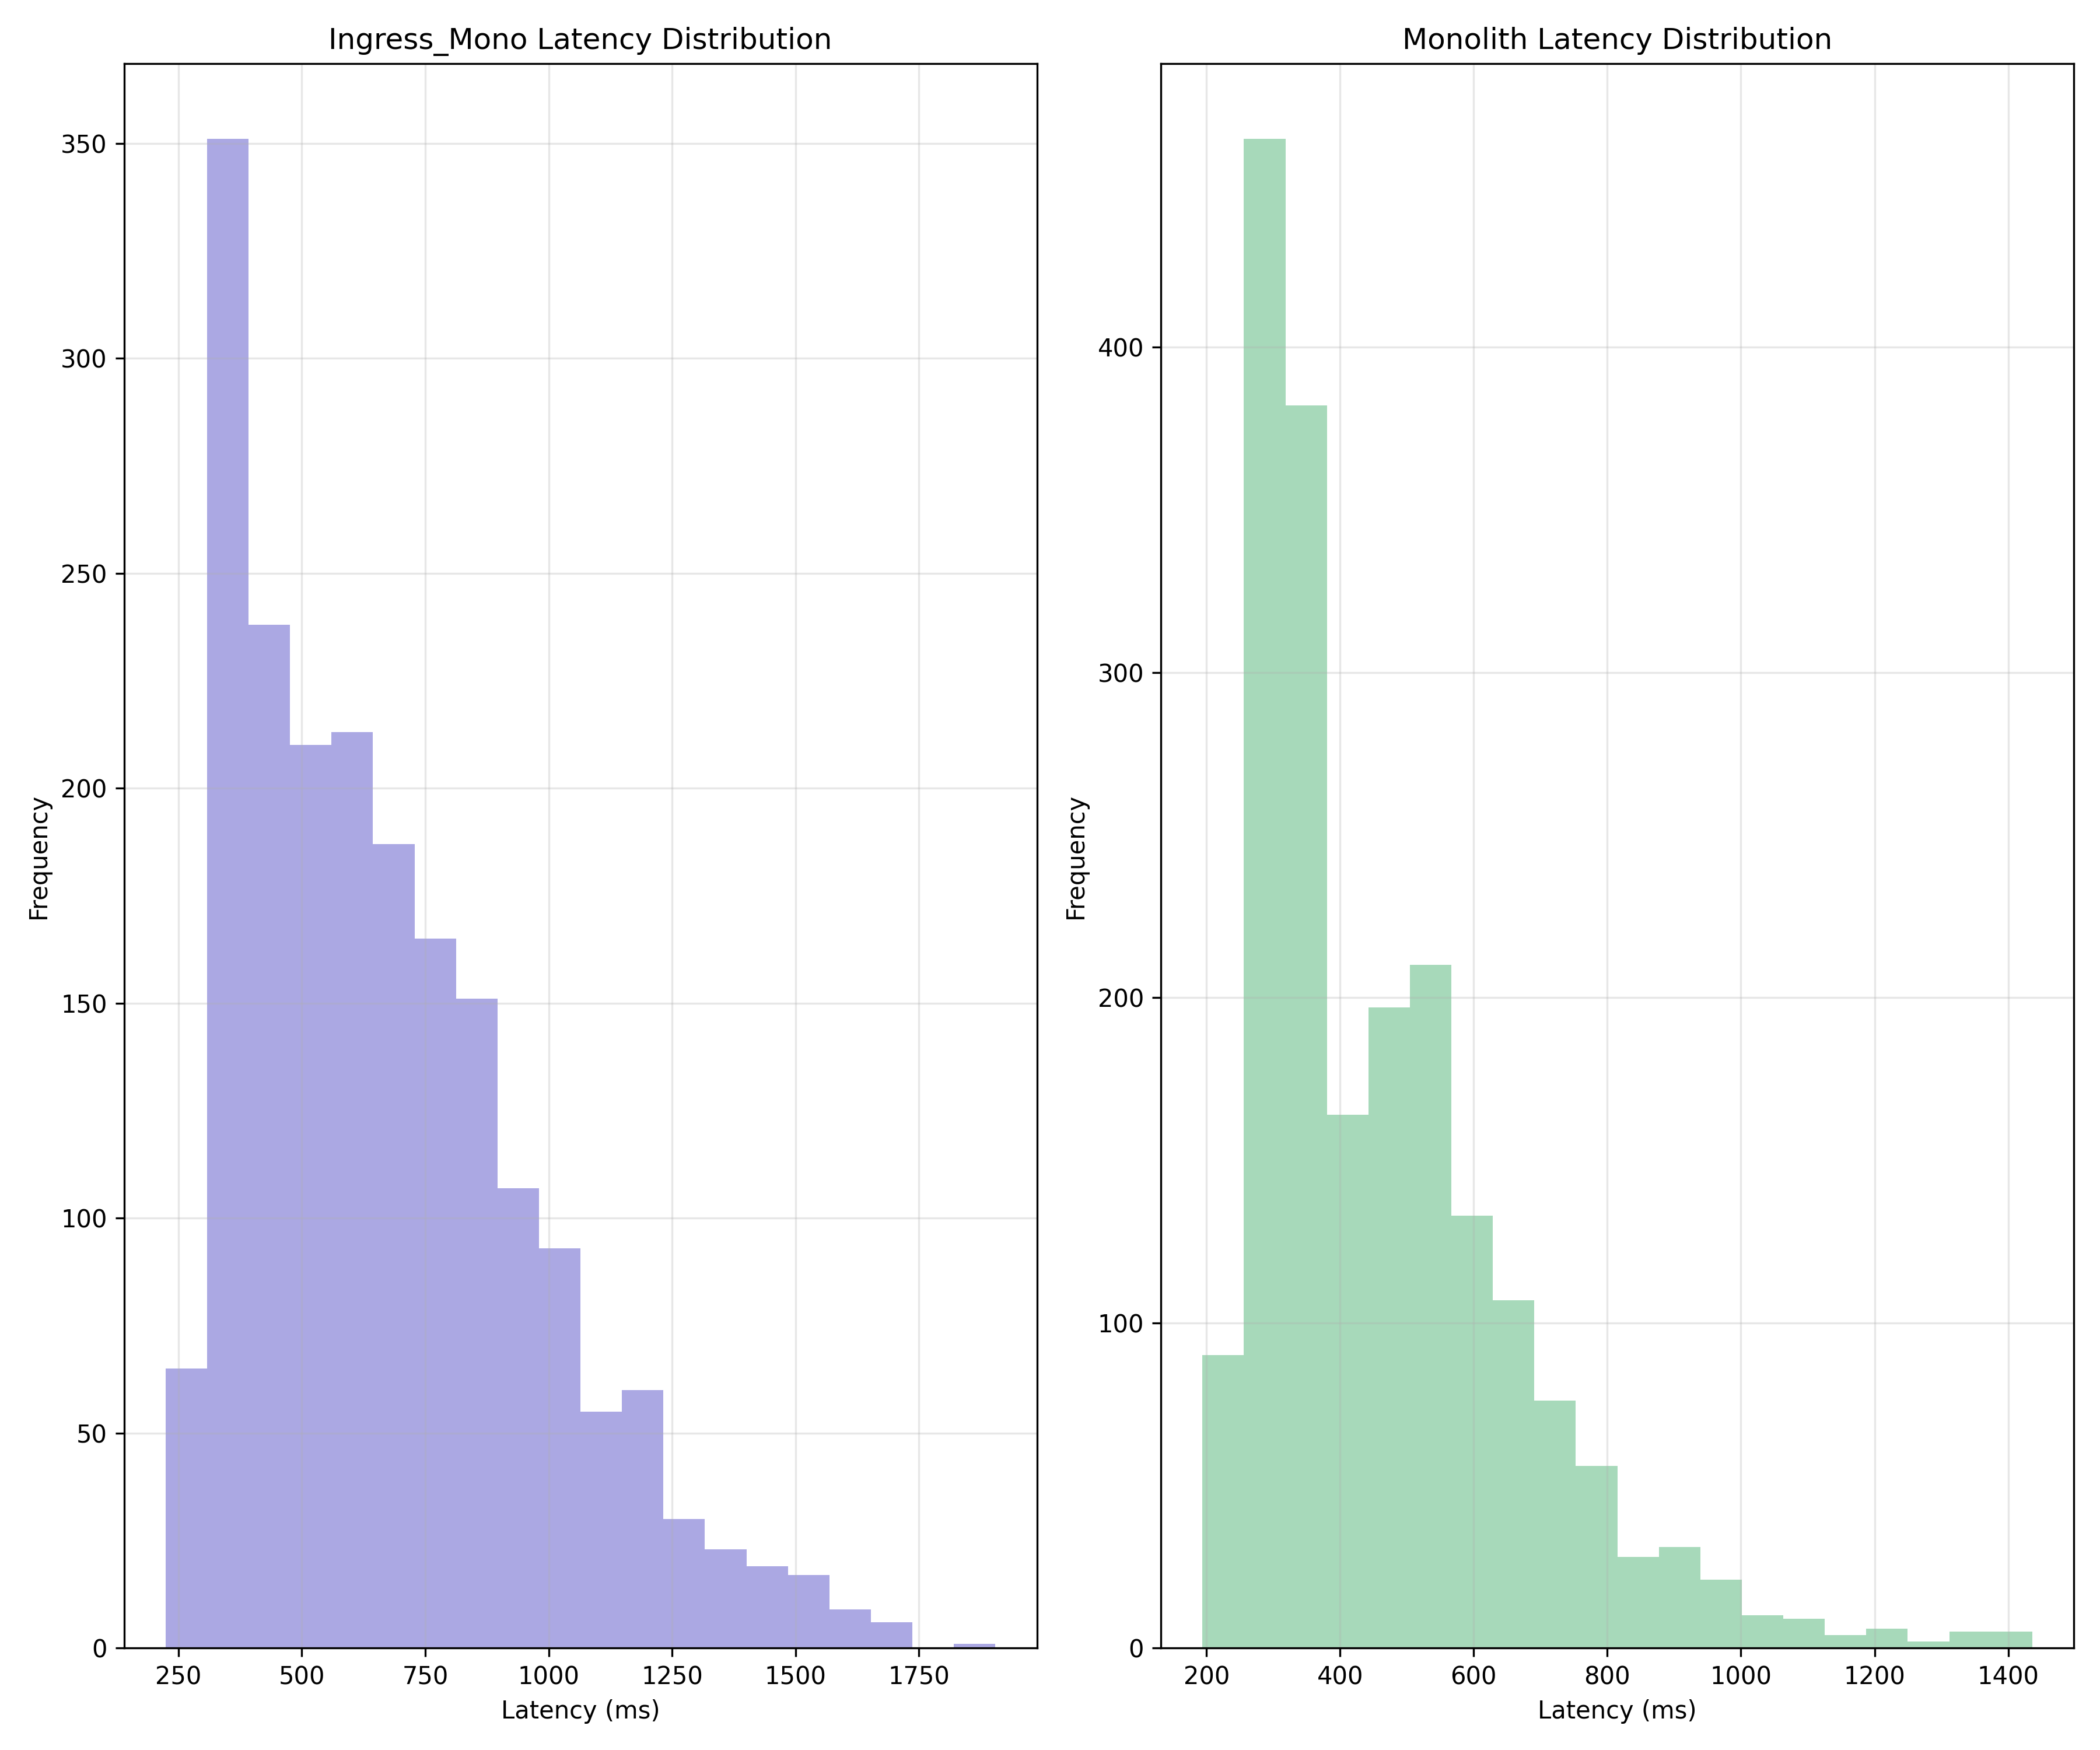 Ingress_Mono Latency Distribution
Frequency
350
300
250
200
150
100
50
0
250 500 750 1000 1250 1500 1750
Latency (ms)
Monolith Latency Distribution
Frequency
400
300
200
100
0
200 400 600 800 1000 1200 1400
Latency (ms)